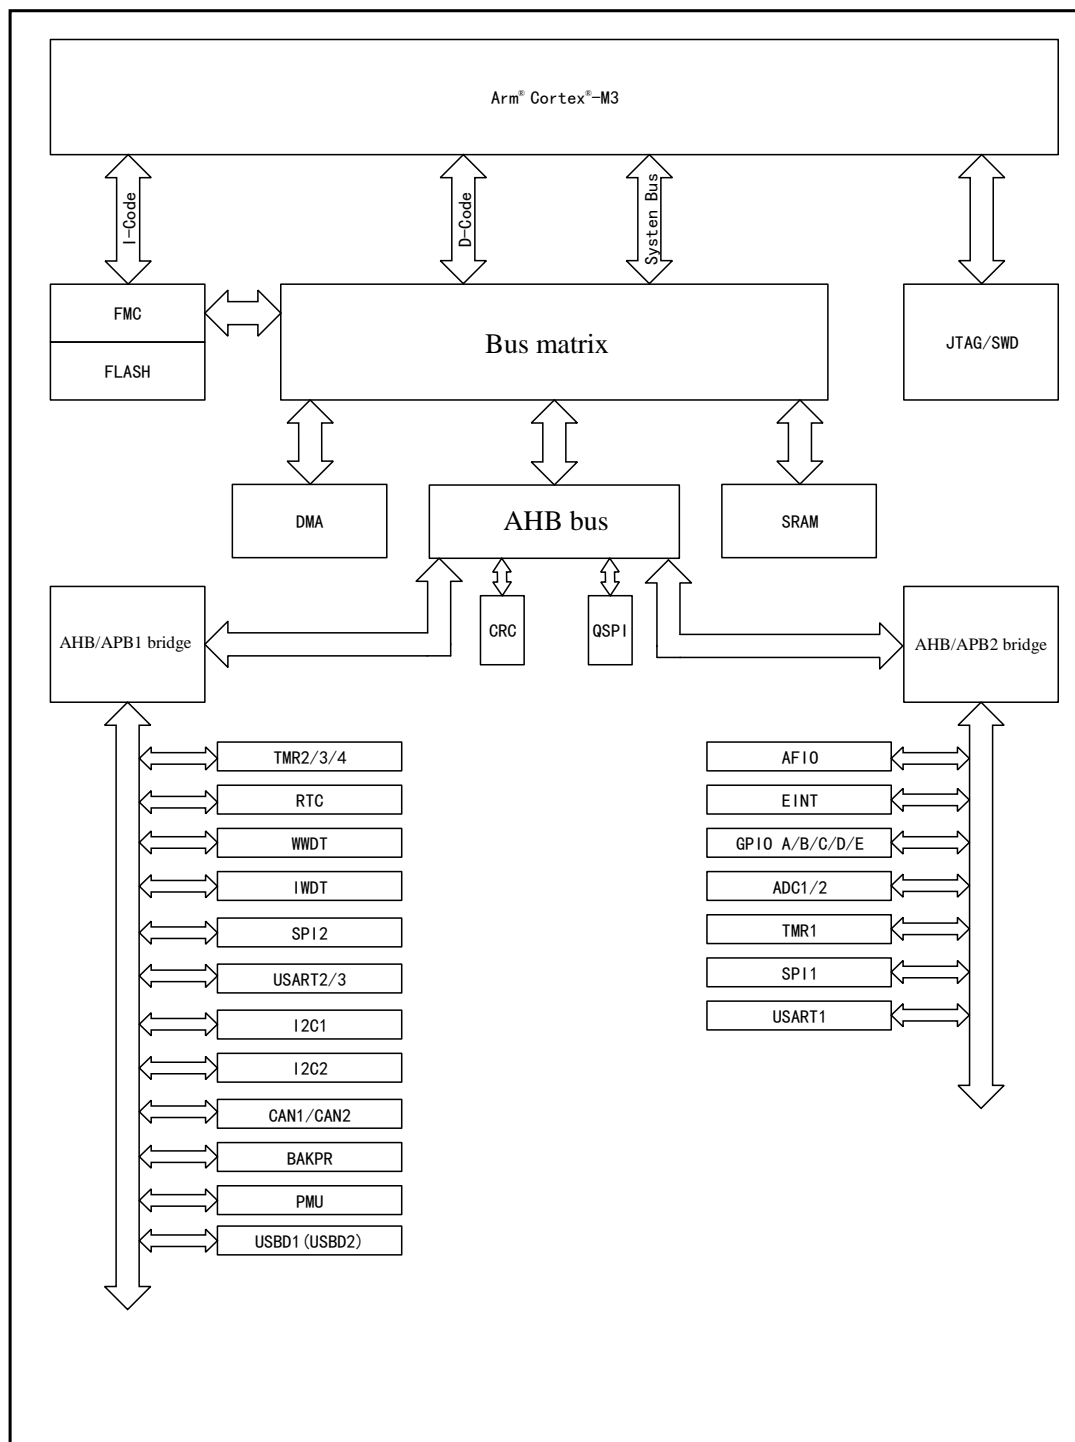 Arm® Cortex®-M3
I-Code
D-Code
Systen Bus
FMC
FLASH
Bus matrix
JTAG/SWD
DMA
AHB bus
SRAM
CRC
QSPI
AHB/APB1 bridge
AHB/APB2 bridge
TMR2/3/4
RTC
WWDT
IWDT
SPI2
USART2/3
I2C1
I2C2
CAN1/CAN2
BAKPR
PMU
USBD1(USBD2)
AFIO
EINT
GPIO A/B/C/D/E
ADC1/2
TMR1
SPI1
USART1